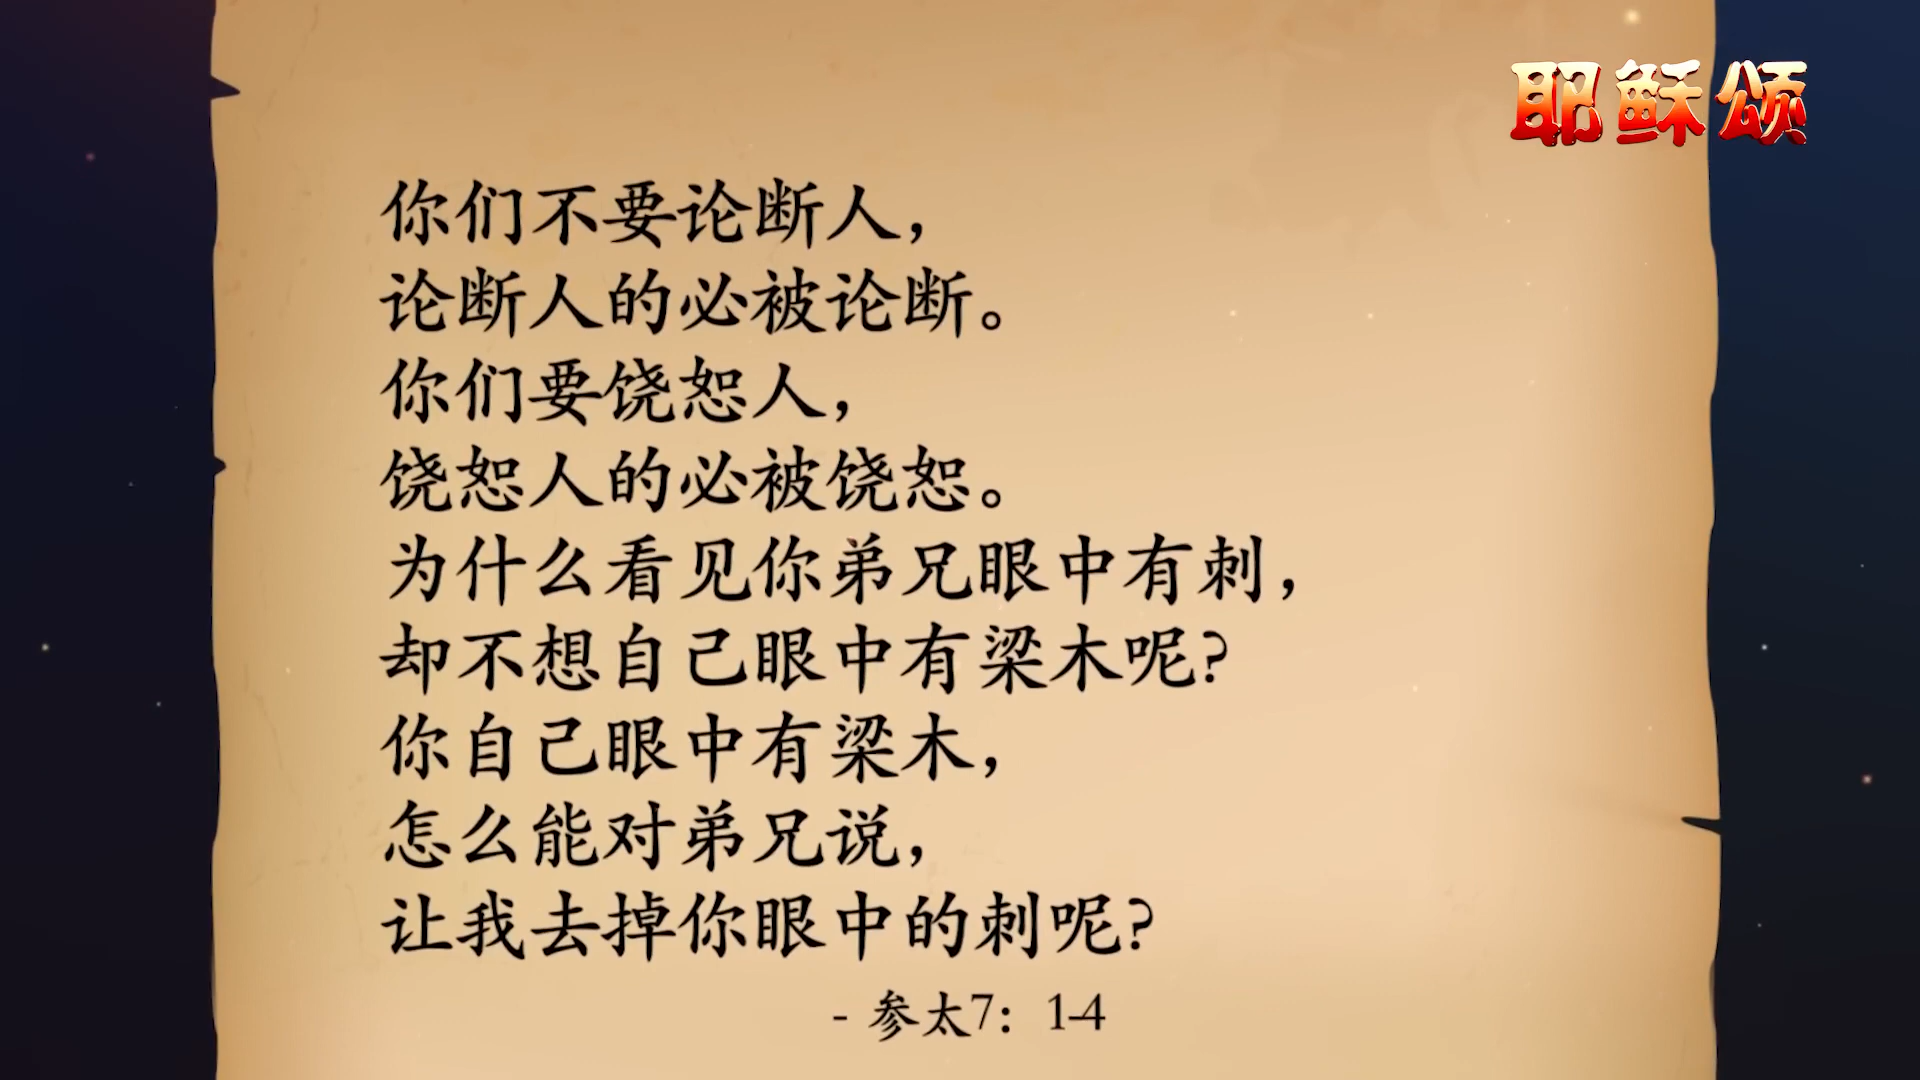 耶稣颂
你们不要论断人，
论断人的必被论断。
你们要饶恕人，
饶恕人的必被饶恕。
为什么看见你弟兄眼中有刺，
却不想自己眼中有梁木呢？
你自己眼中有梁木，
怎么能对弟兄说，
让我去掉你眼中的刺呢？
- 参太7：1-4